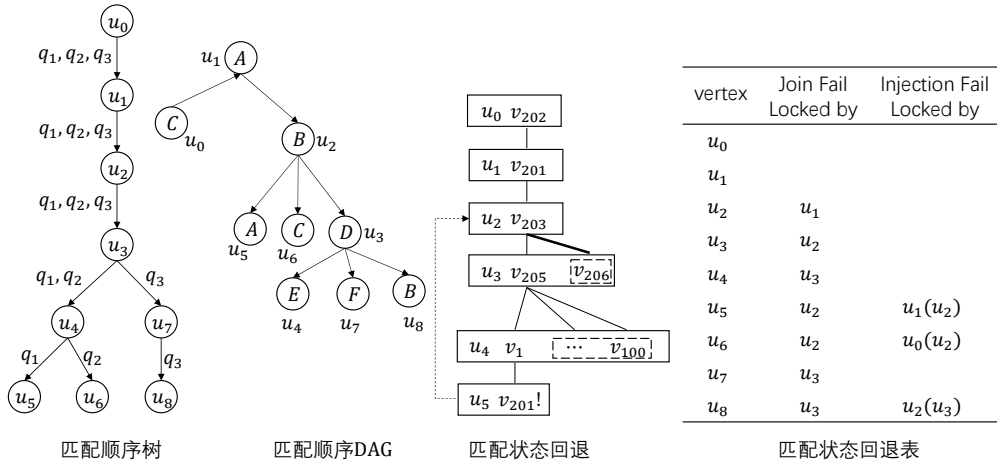 u₀
q₁, q₂, q₃
u₁
q₁, q₂, q₃
u₂
q₁, q₂, q₃
u₃
q₁, q₂ q₃
u₄ u₇
q₁ q₂ q₃
u₅ u₆ u₈
匹配顺序树
u₁ A
C
u₀
B u₂
A C D u₃
u₅ u₆
E F B
u₄ u₇ u₈
匹配顺序DAG
u₀ v₂₀₂
u₁ v₂₀₁
u₂ v₂₀₃
u₃ v₂₀₅ v₂₀₆
u₄ v₁ ⋯ v₁₀₀
u₅ v₂₀₁!
匹配状态回退
vertex Join Fail Locked by Injection Fail Locked by
u₀
u₁
u₂ u₁
u₃ u₂
u₄ u₃
u₅ u₂ u₁(u₂)
u₆ u₂ u₀(u₂)
u₇ u₃
u₈ u₃ u₂(u₃)
匹配状态回退表